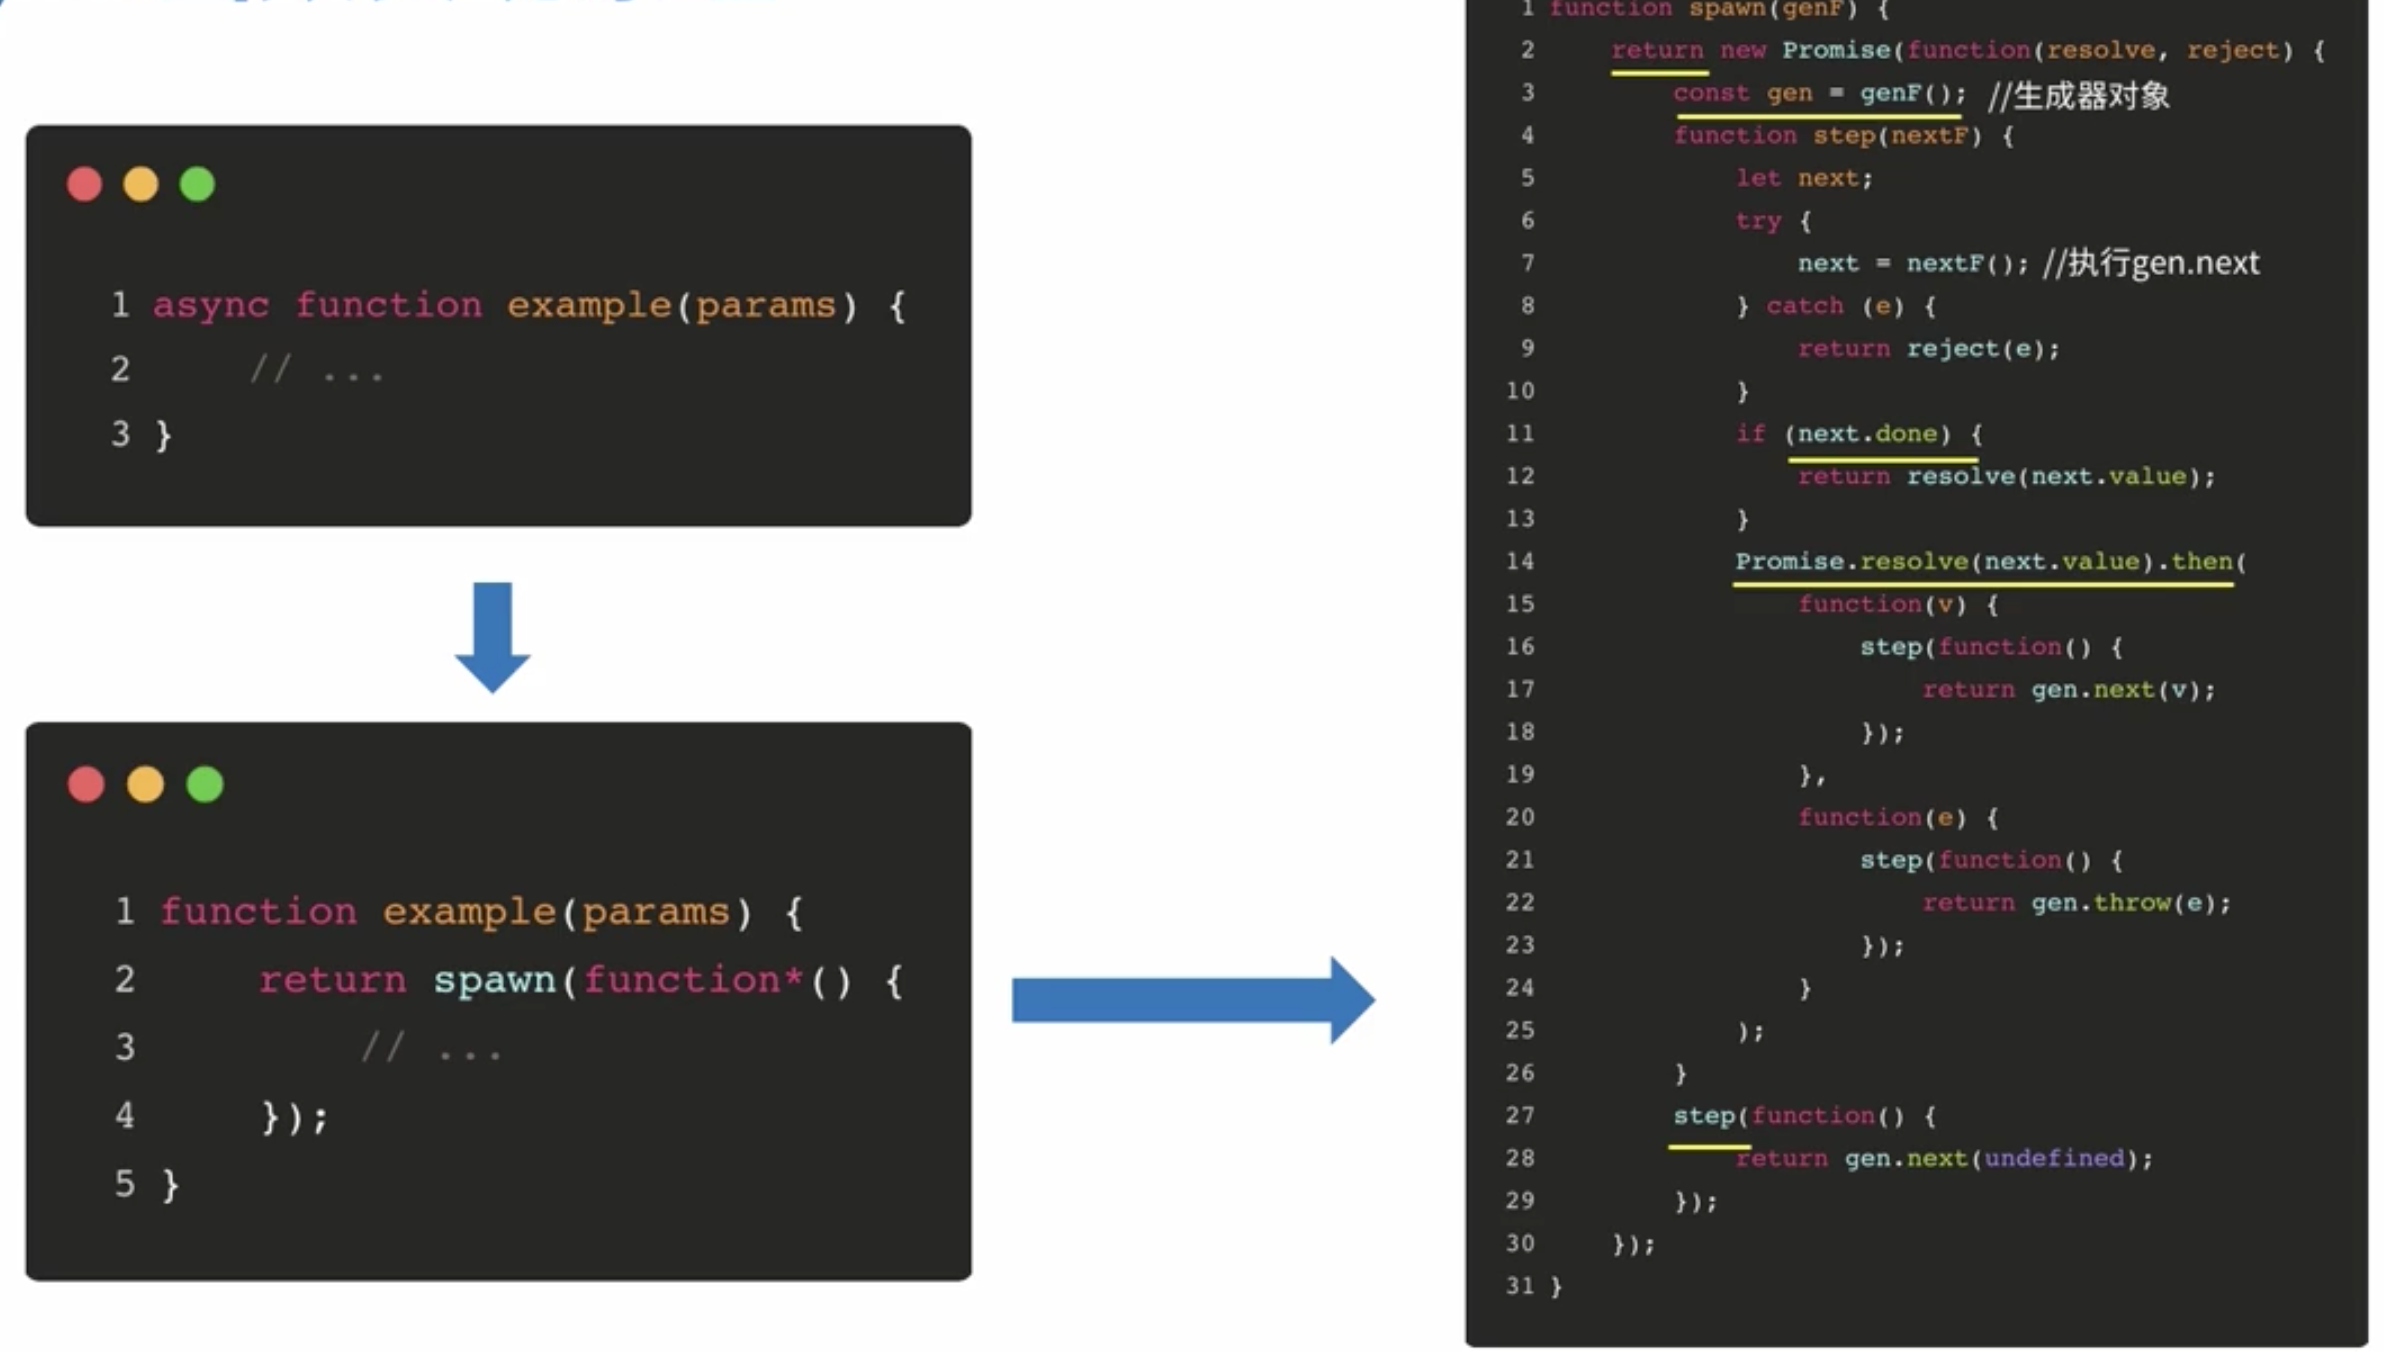 1 async function example(params) {
2 // ...
3 }
1 function example(params) {
2 return spawn(function*() {
3 // ...
4 });
5 }
1 function spawn(genF) {
2 return new Promise(function(resolve, reject) {
3 const gen = genF(); //生成器对象
4 function step(nextF) {
5 let next;
6 try {
7 next = nextF(); //执行gen.next
8 } catch (e) {
9 return reject(e);
10 }
11 if (next.done) {
12 return resolve(next.value);
13 }
14 Promise.resolve(next.value).then(
15 function(v) {
16 step(function() {
17 return gen.next(v);
18 });
19 },
20 function(e) {
21 step(function() {
22 return gen.throw(e);
23 });
24 }
25 );
26 }
27 step(function() {
28 return gen.next(undefined);
29 });
30 });
31 }